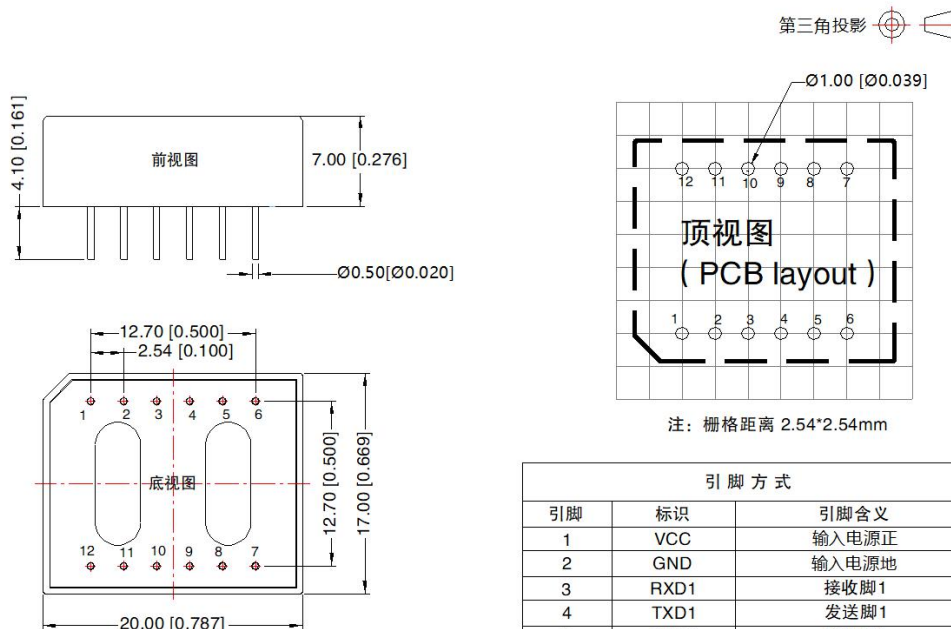 第三角投影
Ø1.00 [Ø0.039]
4.10 [0.161]
前视图
7.00 [0.276]
Ø0.50[Ø0.020]
12 11 10 9 8 7
顶视图
( PCB layout )
1 2 3 4 5 6
注：栅格距离 2.54*2.54mm
12.70 [0.500]
2.54 [0.100]
1 2 3 4 5 6
底视图
12.70 [0.500]
17.00 [0.669]
12 11 10 9 8 7
20.00 [0.787]
引脚方式
引脚 标识 引脚含义
1 VCC 输入电源正
2 GND 输入电源地
3 RXD1 接收脚1
4 TXD1 发送脚1